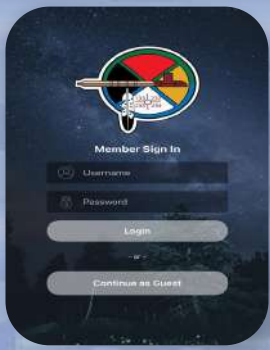 Member Sign In
Username
Password
Login
- or -
Continue as Guest